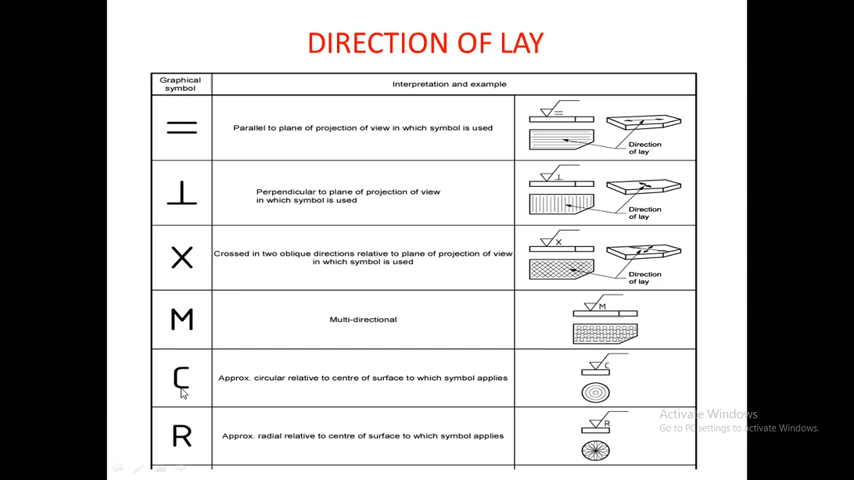 DIRECTION OF LAY
Graphical
symbol
Interpretation and example
=
Parallel to plane of projection of view in which symbol is used
=
Direction
of lay
⊥
Perpendicular to plane of projection of view
in which symbol is used
⊥
Direction
of lay
X
Crossed in two oblique directions relative to plane of projection of view
in which symbol is used
X
Direction
of lay
M
Multi-directional
M
C
Approx. circular relative to centre of surface to which symbol applies
C
R
Approx. radial relative to centre of surface to which symbol applies
R
Activate Windows
Go to PC settings to activate Windows.